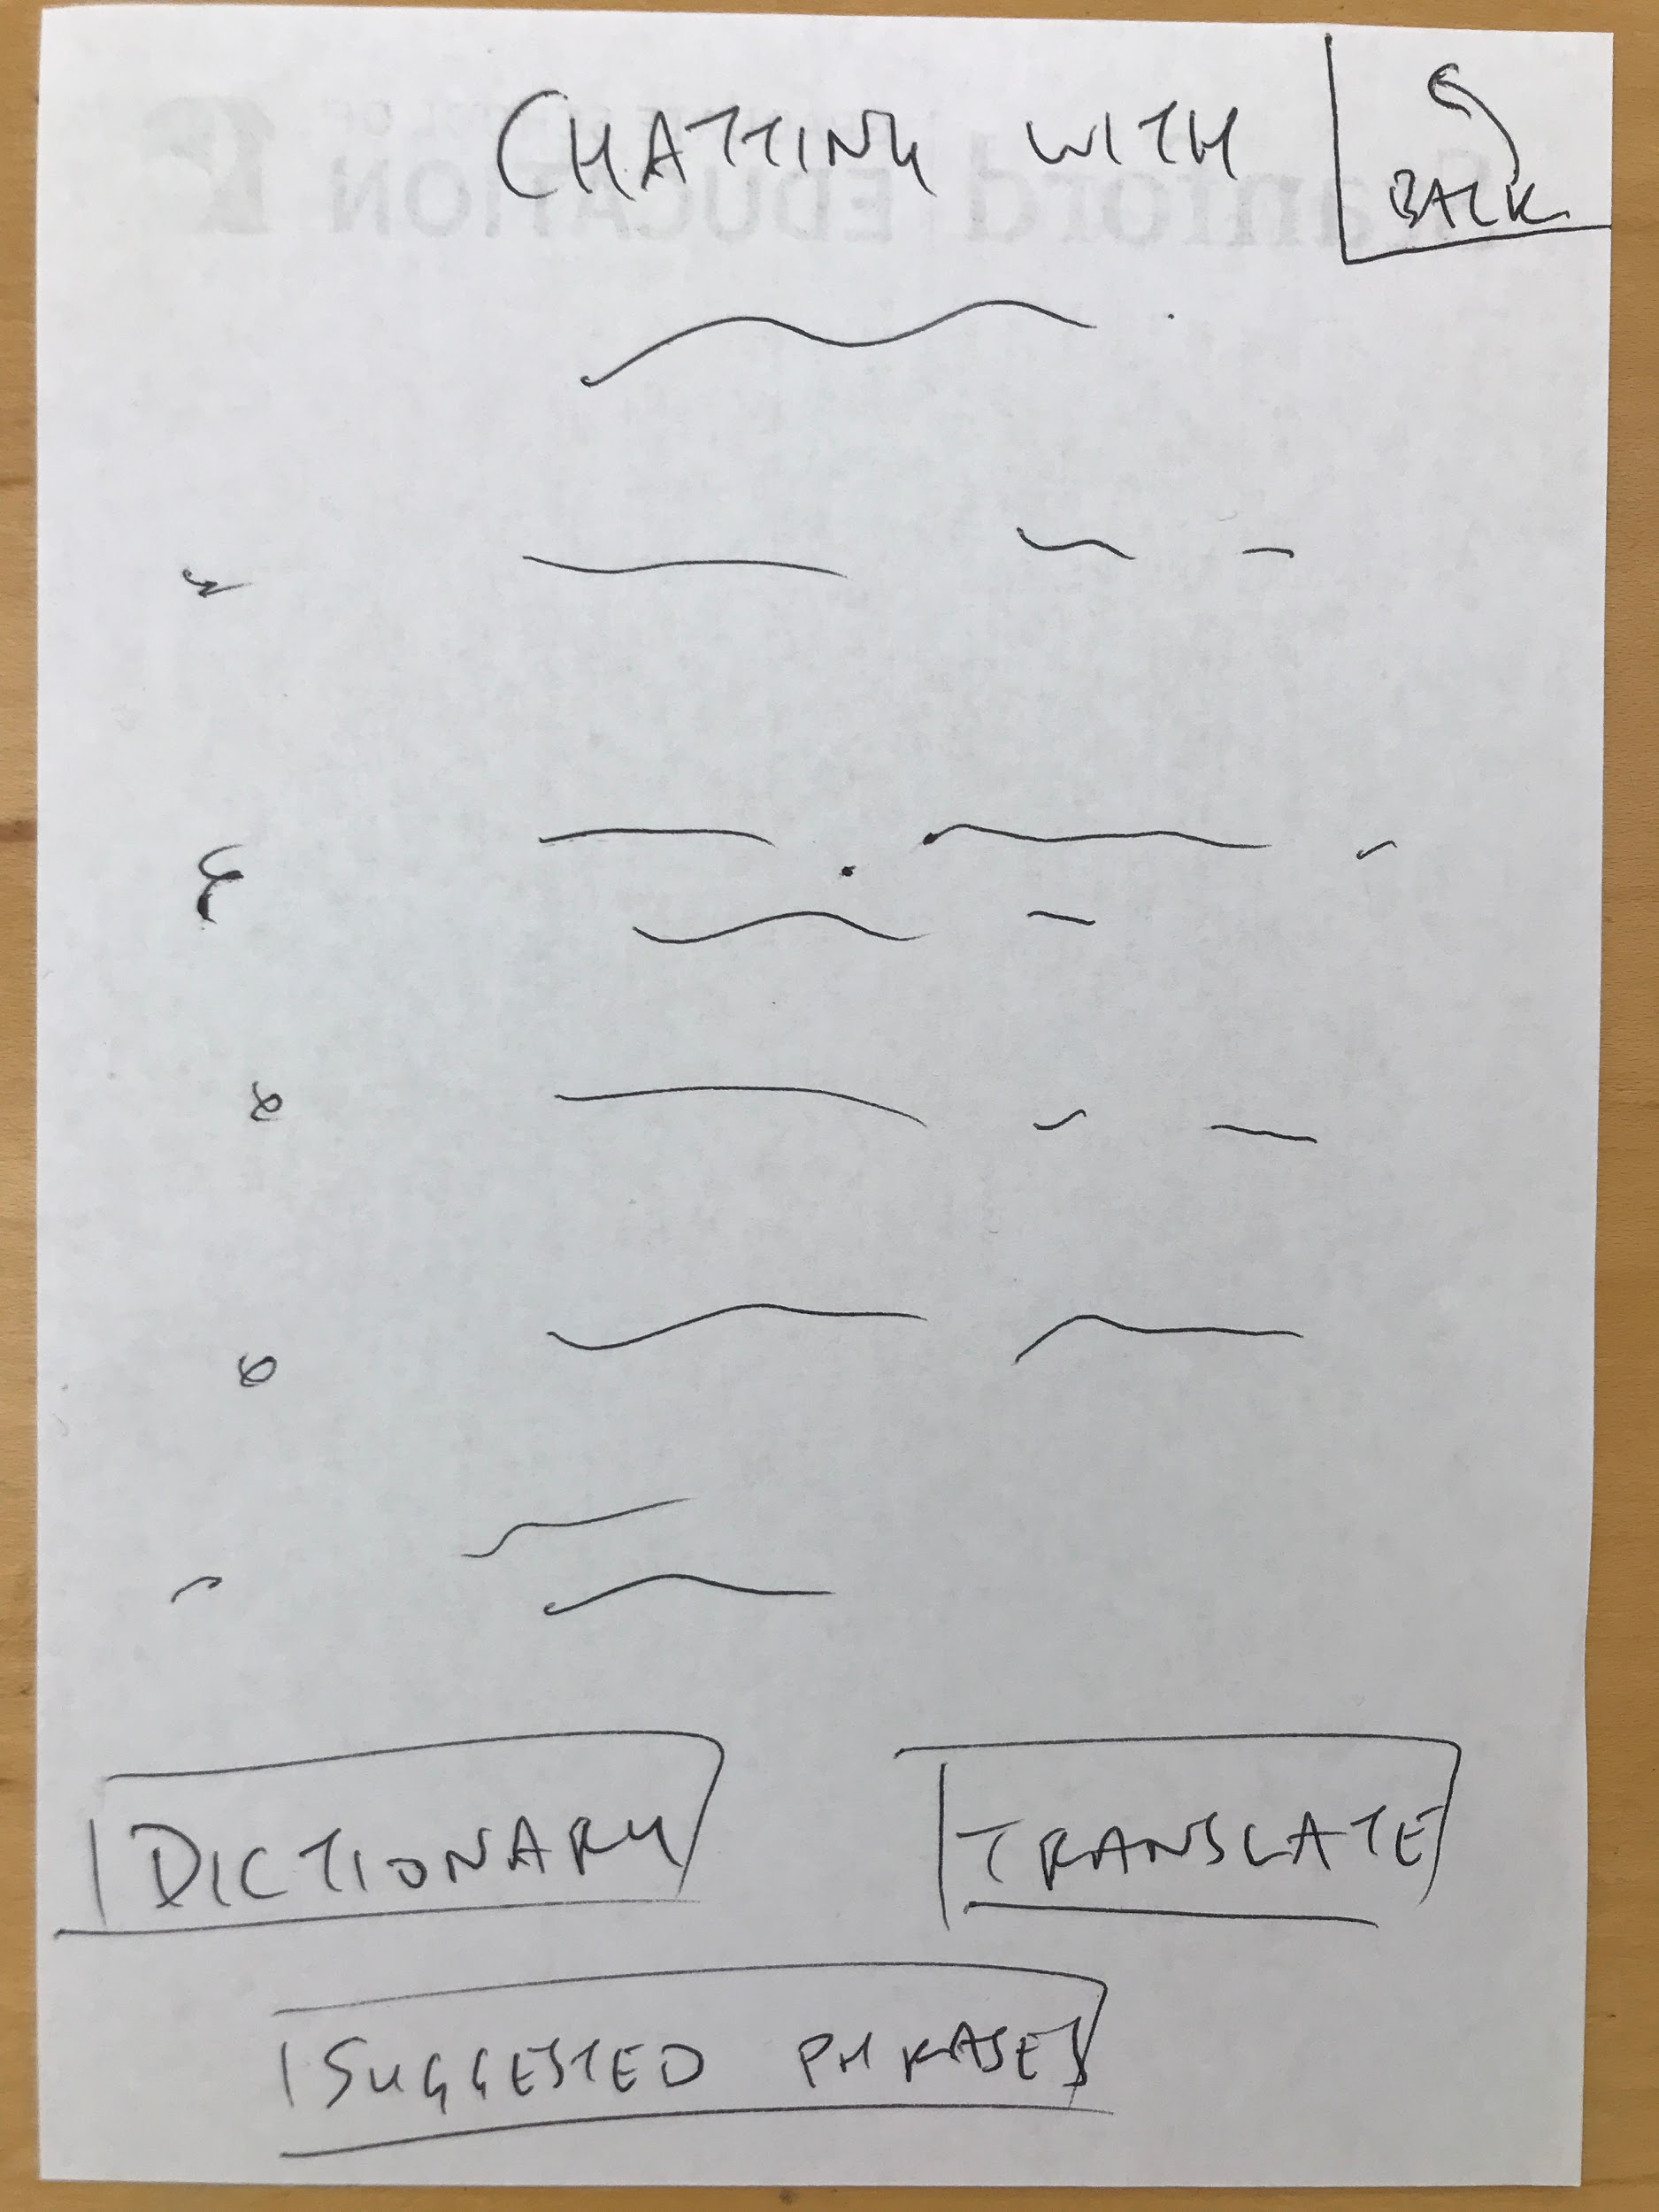 CHATTING WITH
BACK
DICTIONARY
TRANSLATE
SUGGESTED PHRASES